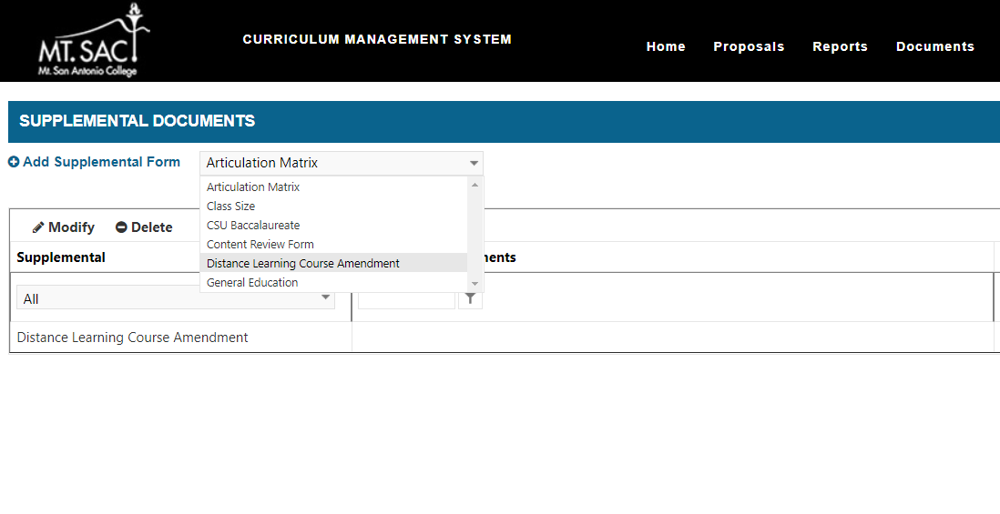 MT. SAC
Mt. San Antonio College
CURRICULUM MANAGEMENT SYSTEM
Home Proposals Reports Documents
SUPPLEMENTAL DOCUMENTS
Add Supplemental Form Articulation Matrix
Articulation Matrix
Class Size
CSU Baccalaureate
Content Review Form
Distance Learning Course Amendment
General Education
Modify Delete
Supplemental
All
Distance Learning Course Amendment